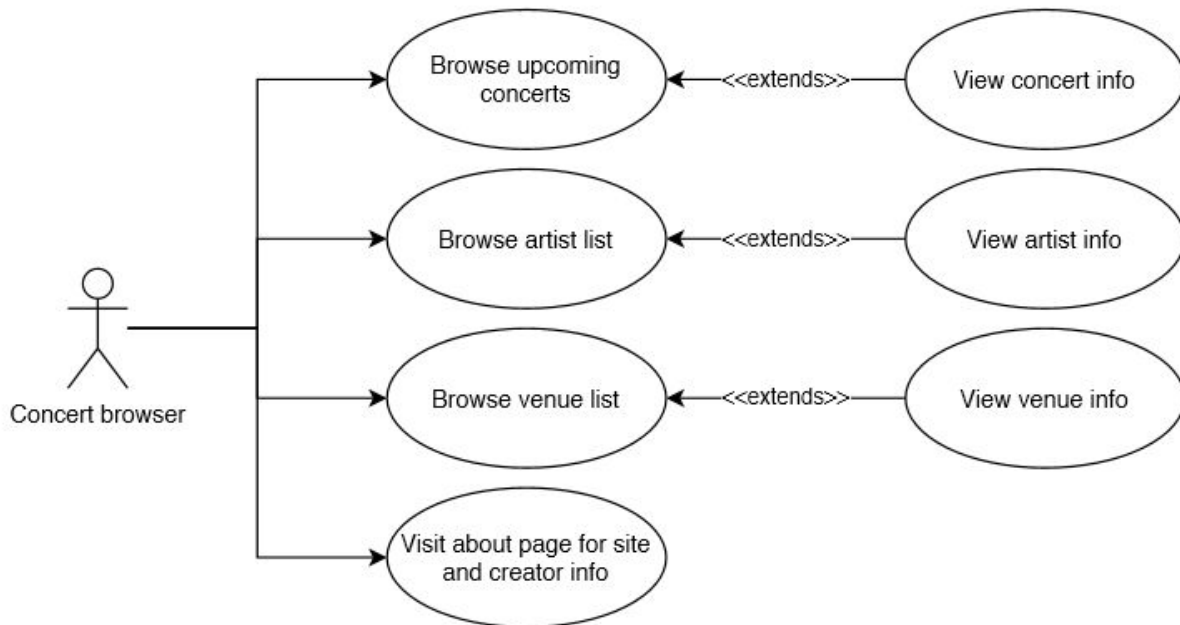 Browse upcoming
concerts
<<extends>>
View concert info
Browse artist list
<<extends>>
View artist info
Concert browser
Browse venue list
<<extends>>
View venue info
Visit about page for site
and creator info